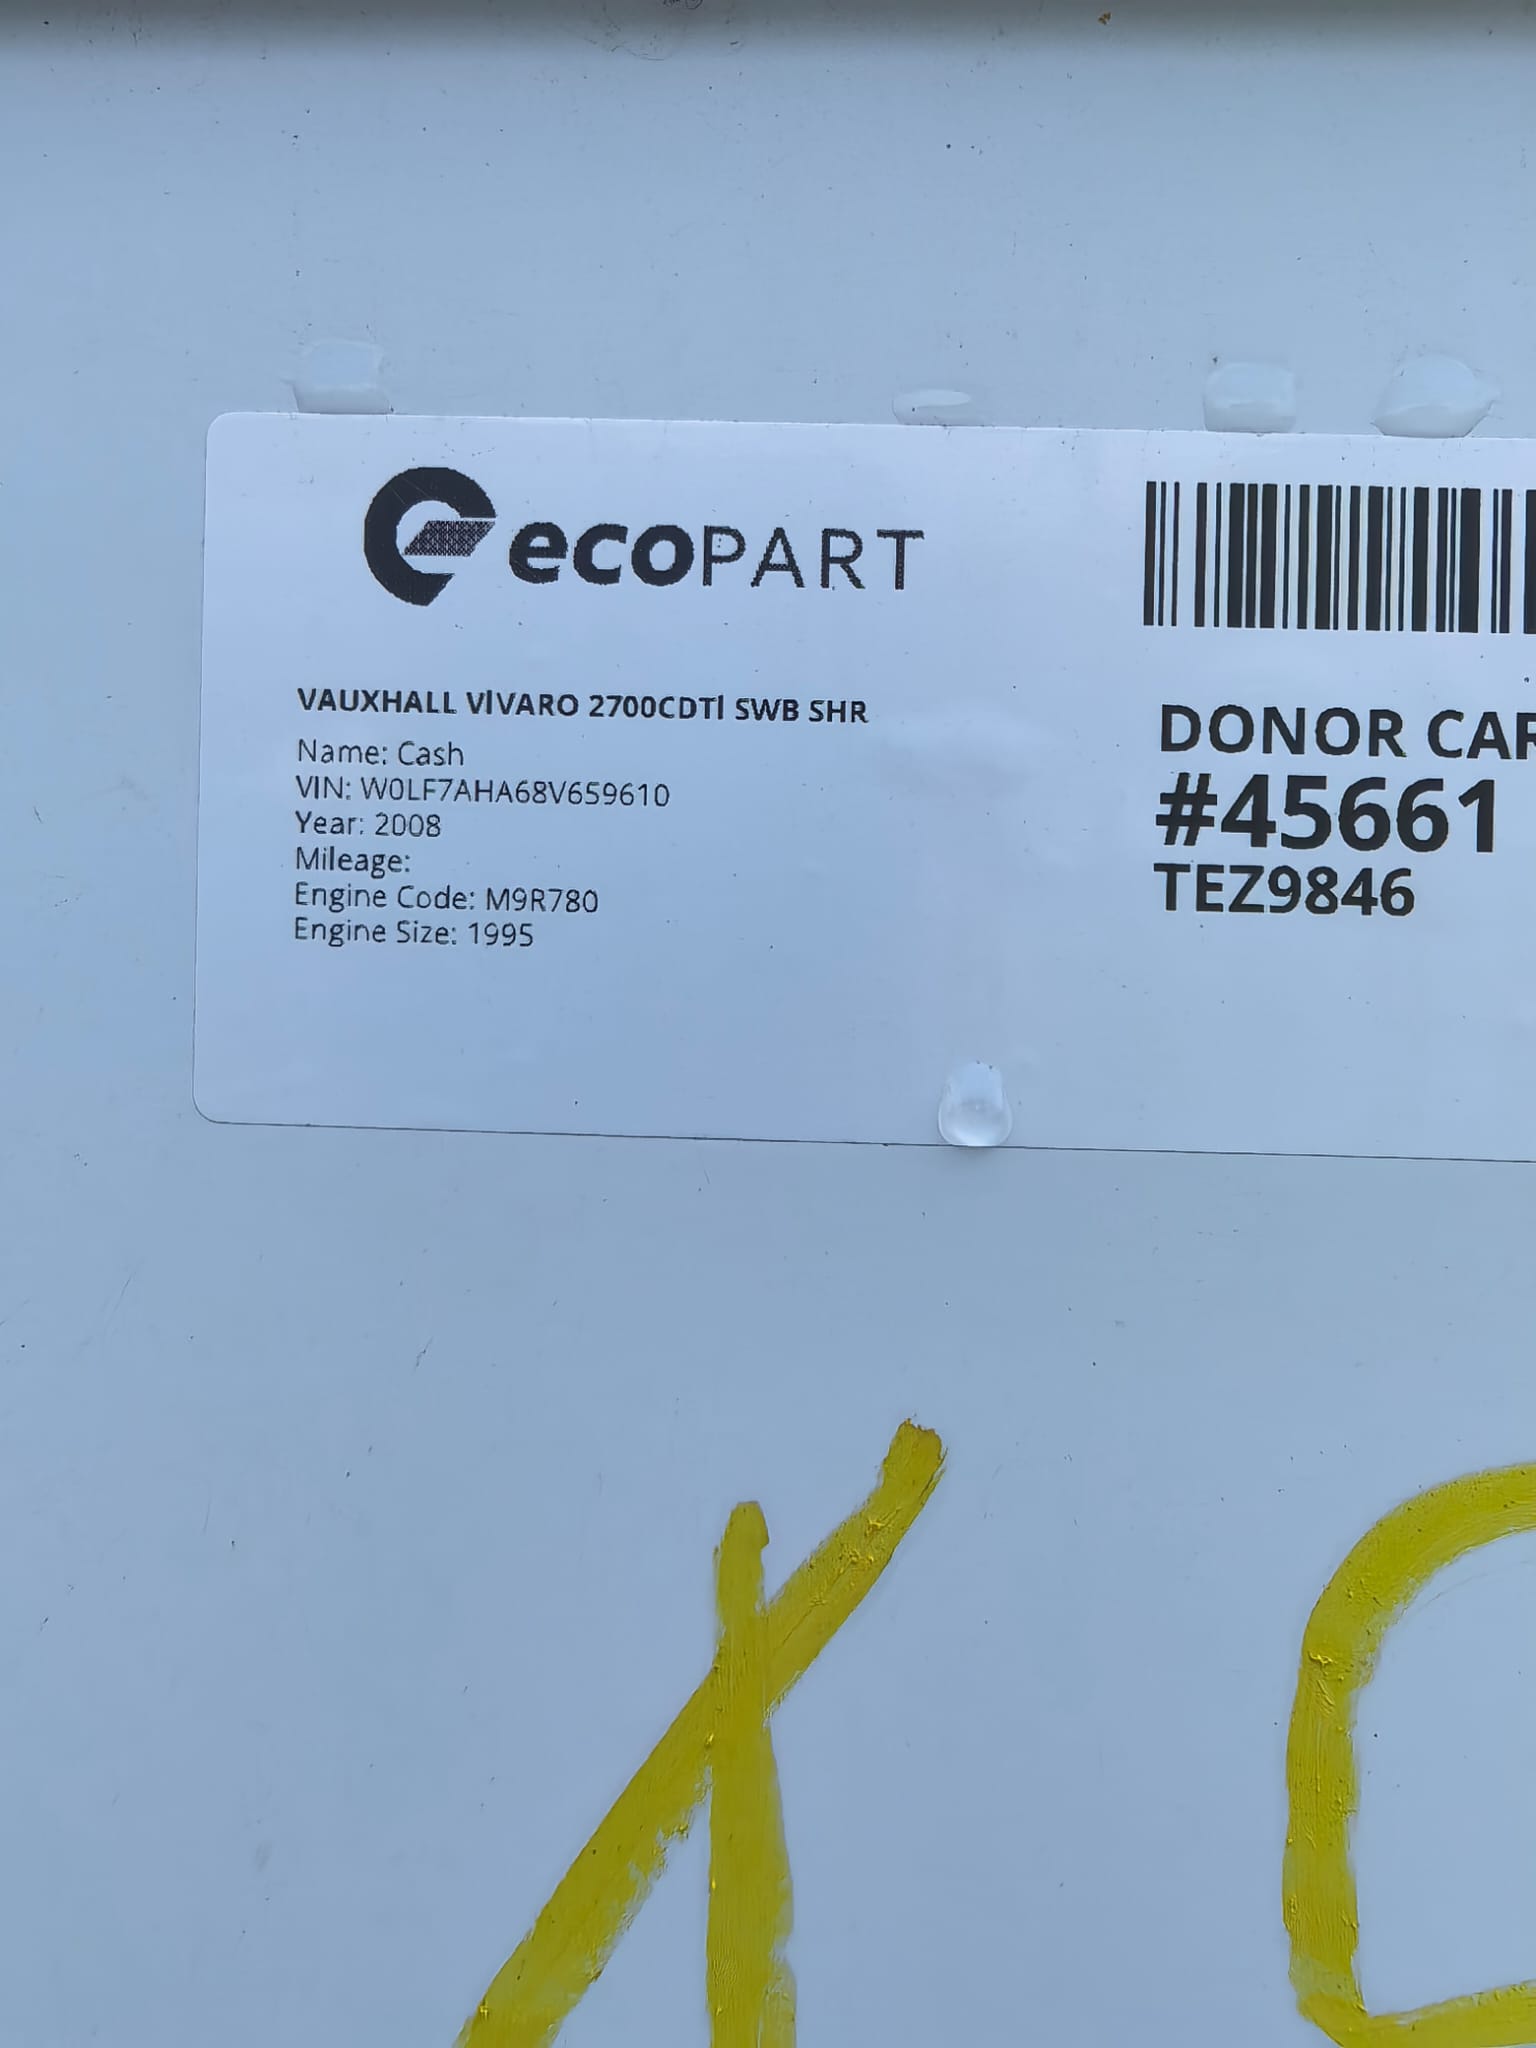 ecoPART
VAUXHALL VIVARO 2700CDTI SWB SHR
Name: Cash
VIN: W0LF7AHA68V659610
Year: 2008
Mileage:
Engine Code: M9R780
Engine Size: 1995
DONOR CAR
#45661
TEZ9846